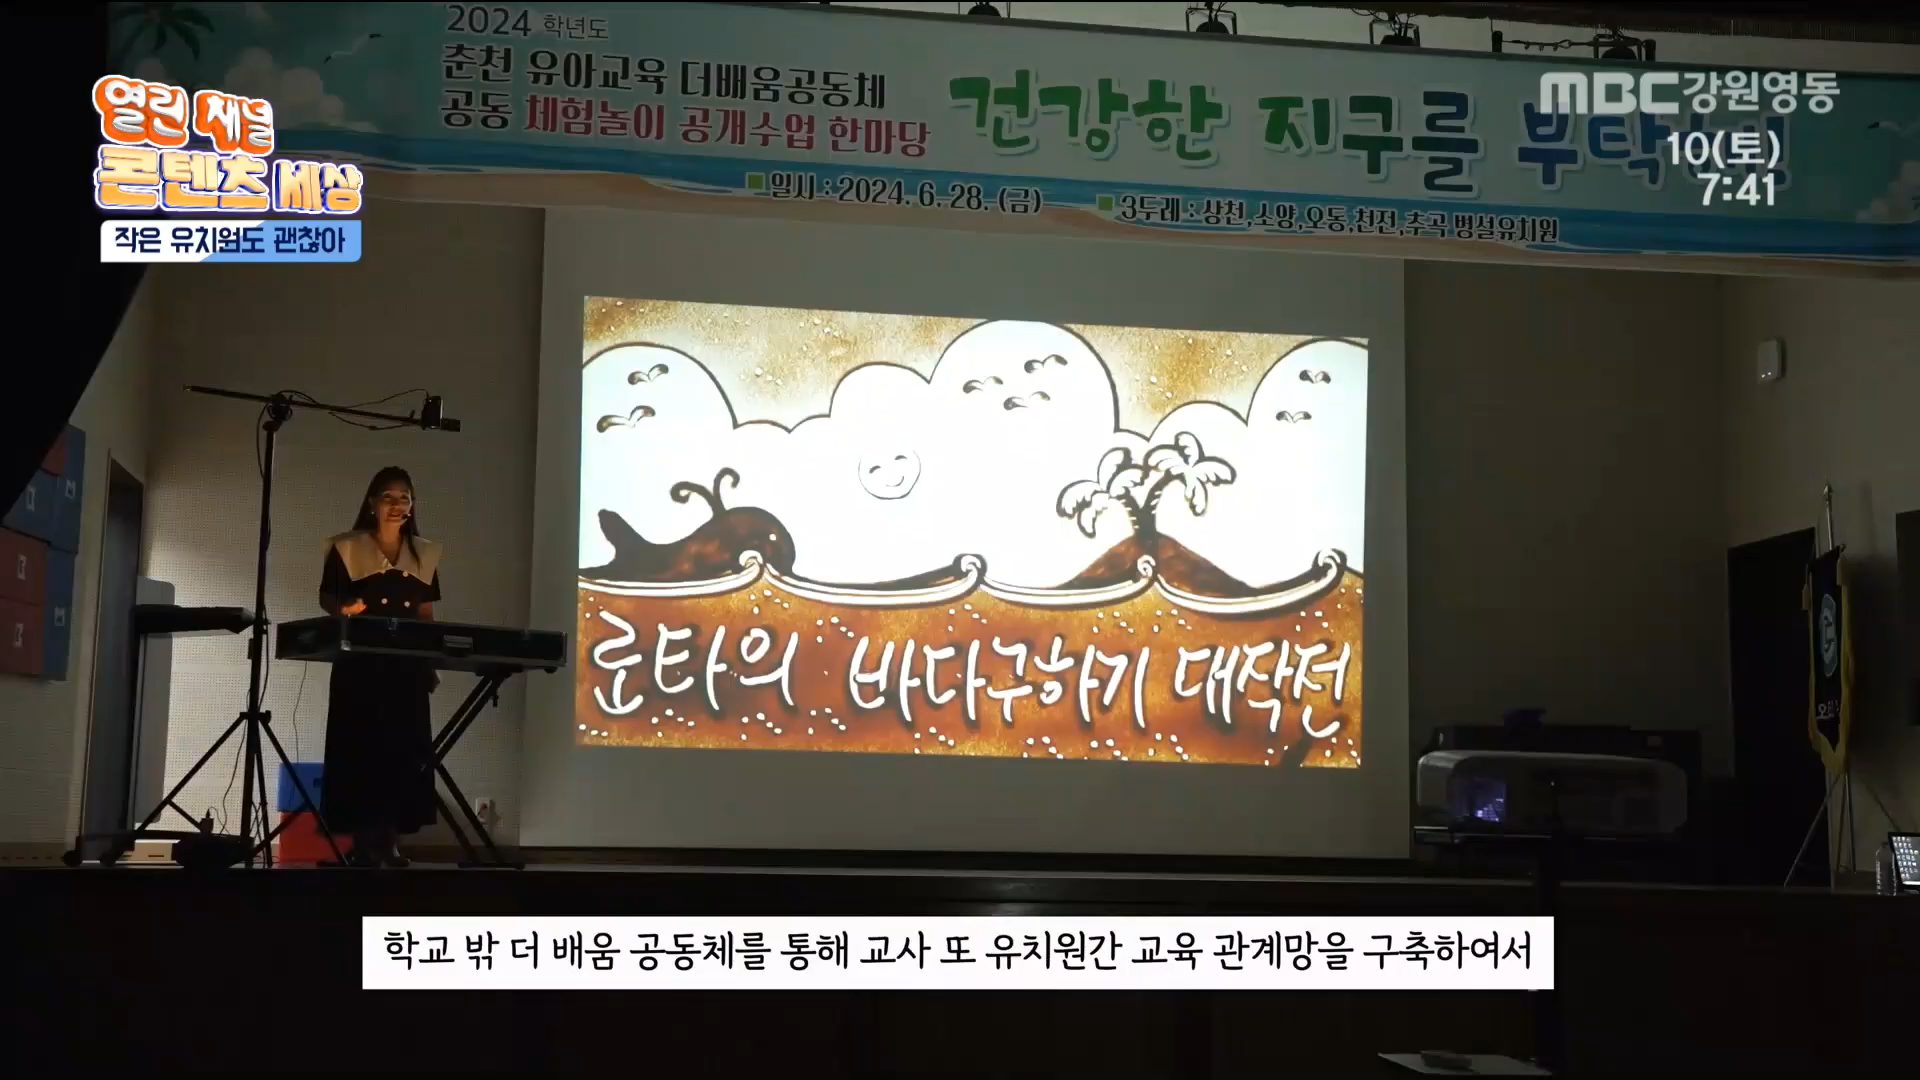 2024 학년도
춘천 유아교육 더배움공동체
공동 체험놀이 공개수업 한마당
건강한 지구를 부탁해
■일시 : 2024. 6. 28. (금)
■3두레 : 상천,소양,오동,천전,추곡 병설유치원
열린 채널
콘텐츠 세상
작은 유치원도 괜찮아
MBC강원영동
10(토)
7:41
료타의 바다구하기 대작전
학교 밖 더 배움 공동체를 통해 교사 또 유치원간 교육 관계망을 구축하여서